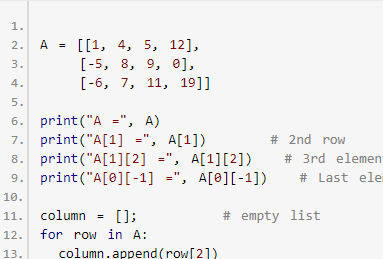 1.
2. A = [[1, 4, 5, 12],
3.     [-5, 8, 9, 0],
4.     [-6, 7, 11, 19]]
5.
6. print("A =", A)
7. print("A[1] =", A[1])        # 2nd row
8. print("A[1][2] =", A[1][2])    # 3rd elemen
9. print("A[0][-1] =", A[0][-1])    # Last ele
10.
11. column = [];           # empty list
12. for row in A:
13.   column.append(row[2])